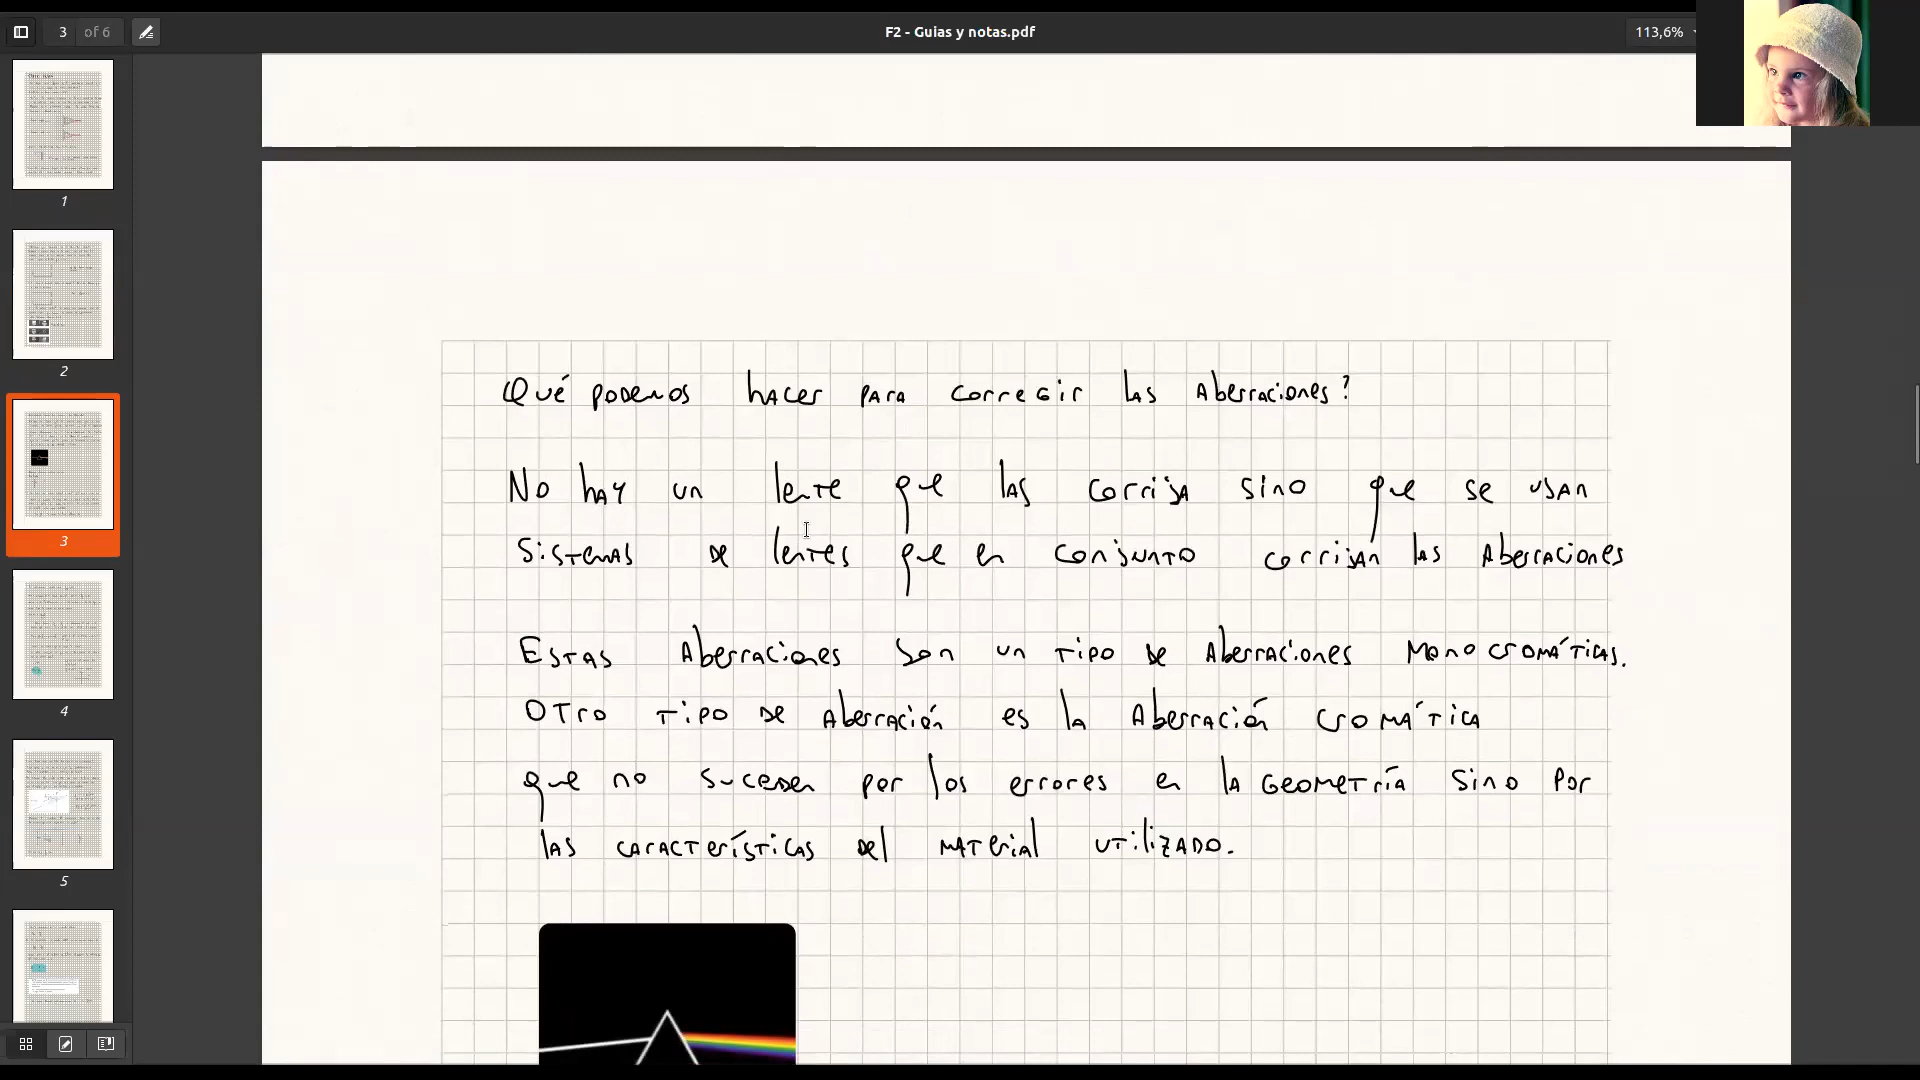 3 of 6
F2 - Guias y notas.pdf
113,6%
1
2
3
4
5
Qué podemos hacer para corregir las aberraciones?
No hay un lente que las corrija sino que se usan
sistemas de lentes que en conjunto corrijan las aberraciones
Estas aberraciones son un tipo de aberraciones monocromáticas.
Otro tipo de aberración es la aberración cromática
que no suceden por los errores en la geometría sino por
las características del material utilizado.